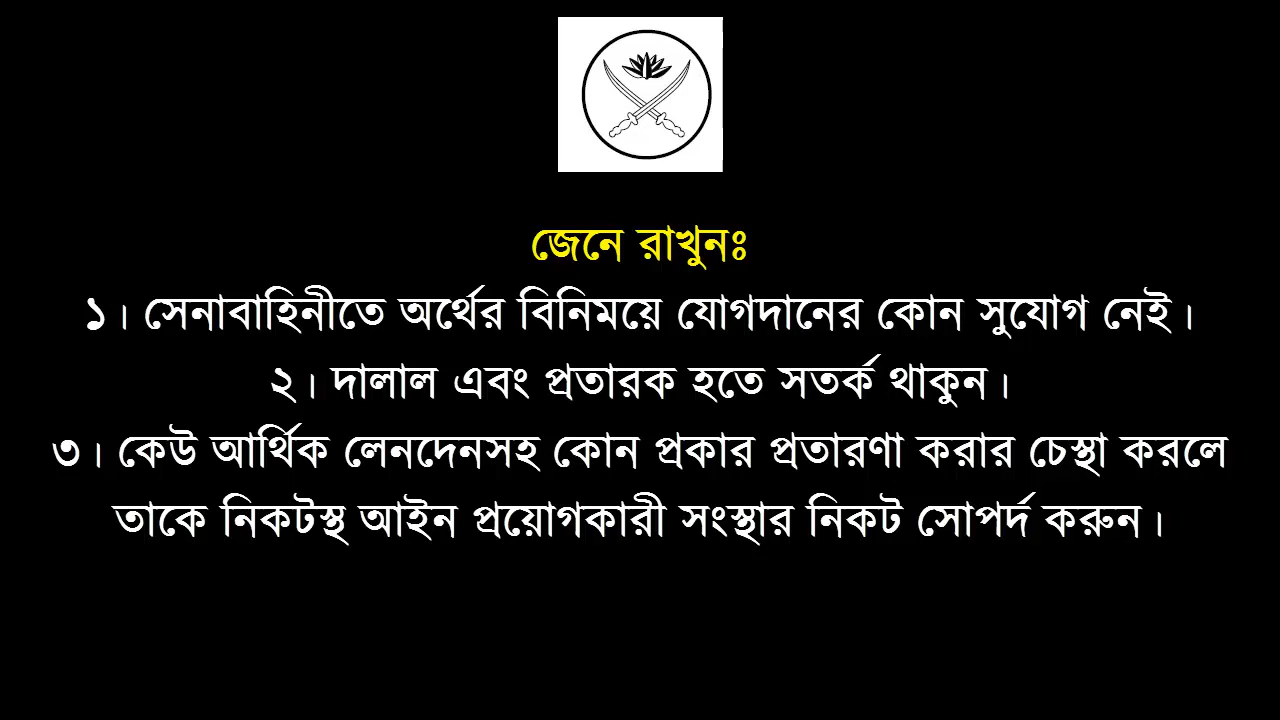 জেনে রাখুনঃ
১। সেনাবাহিনীতে অর্থের বিনিময়ে যোগদানের কোন সুযোগ নেই।
২। দালাল এবং প্রতারক হতে সতর্ক থাকুন।
৩। কেউ আর্থিক লেনদেনসহ কোন প্রকার প্রতারণা করার চেস্থা করলে
তাকে নিকটস্থ আইন প্রয়োগকারী সংস্থার নিকট সোপর্দ করুন।